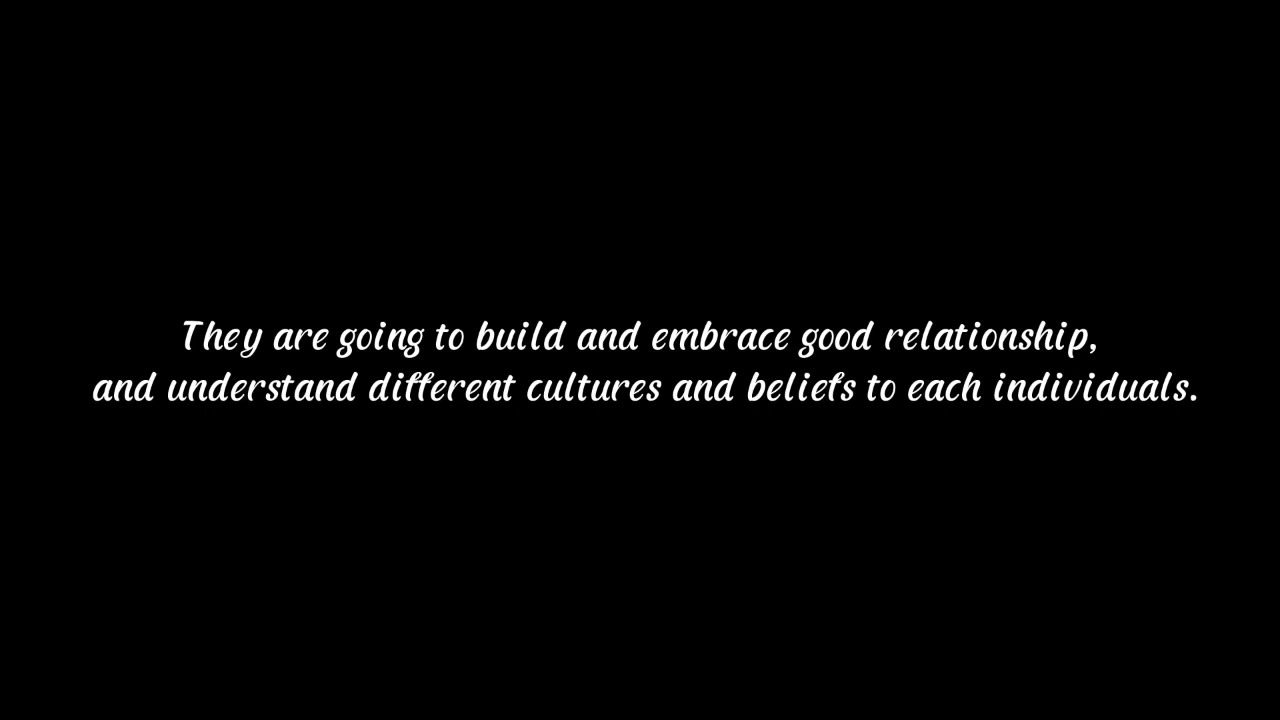 They are going to build and embrace good relationship,
and understand different cultures and beliefs to each individuals.